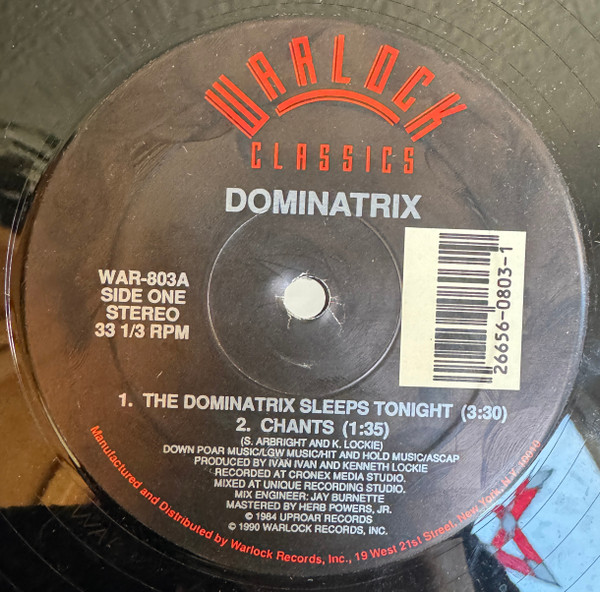 WARLOCK
CLASSICS
DOMINATRIX
WAR-803A
SIDE ONE
STEREO
33 1/3 RPM
26656-0803-1
1. THE DOMINATRIX SLEEPS TONIGHT (3:30)
2. CHANTS (1:35)
(S. ARBRIGHT AND K. LOCKIE)
DOWN POAR MUSIC/LGW MUSIC/HIT AND HOLD MUSIC/ASCAP
PRODUCED BY IVAN IVAN AND KENNETH LOCKIE
RECORDED AT CRONEX MEDIA STUDIO.
MIXED AT UNIQUE RECORDING STUDIO.
MIX ENGINEER: JAY BURNETTE
MASTERED BY HERB POWERS, JR.
© 1984 UPROAR RECORDS
© 1990 WARLOCK RECORDS, INC.
Manufactured and Distributed by Warlock Records, Inc., 19 West 21st Street, New York, N.Y. 10010